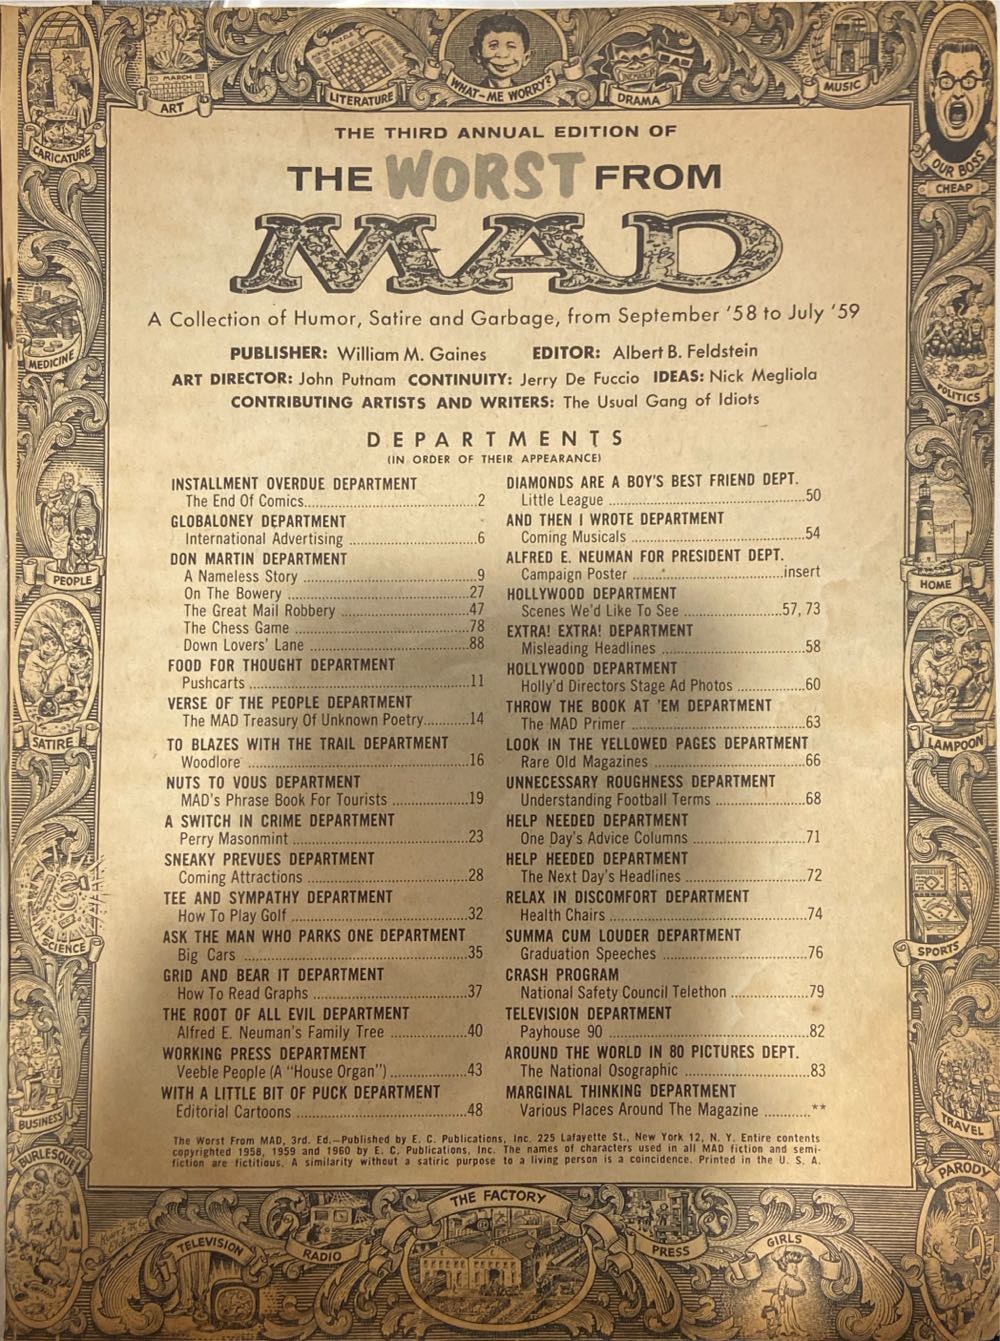 ART
MARCH
LITERATURE
WHAT—ME WORRY?
DRAMA
MUSIC
CARICATURE
OUR BOSS
CHEAP
THE THIRD ANNUAL EDITION OF
THE WORST FROM
MAD
A Collection of Humor, Satire and Garbage, from September '58 to July '59
PUBLISHER: William M. Gaines EDITOR: Albert B. Feldstein
ART DIRECTOR: John Putnam CONTINUITY: Jerry De Fuccio IDEAS: Nick Megliola
CONTRIBUTING ARTISTS AND WRITERS: The Usual Gang of Idiots
DEPARTMENTS
(IN ORDER OF THEIR APPEARANCE)
INSTALLMENT OVERDUE DEPARTMENT
The End Of Comics 2
GLOBALONEY DEPARTMENT
International Advertising 6
DON MARTIN DEPARTMENT
A Nameless Story 9
On The Bowery 27
The Great Mail Robbery 47
The Chess Game 78
Down Lovers' Lane 88
FOOD FOR THOUGHT DEPARTMENT
Pushcarts 11
VERSE OF THE PEOPLE DEPARTMENT
The MAD Treasury Of Unknown Poetry 14
TO BLAZES WITH THE TRAIL DEPARTMENT
Woodlore 16
NUTS TO VOUS DEPARTMENT
MAD's Phrase Book For Tourists 19
A SWITCH IN CRIME DEPARTMENT
Perry Masonmint 23
SNEAKY PREVUES DEPARTMENT
Coming Attractions 28
TEE AND SYMPATHY DEPARTMENT
How To Play Golf 32
ASK THE MAN WHO PARKS ONE DEPARTMENT
Big Cars 35
GRID AND BEAR IT DEPARTMENT
How To Read Graphs 37
THE ROOT OF ALL EVIL DEPARTMENT
Alfred E. Neuman's Family Tree 40
WORKING PRESS DEPARTMENT
Veeble People (A "House Organ") 43
WITH A LITTLE BIT OF PUCK DEPARTMENT
Editorial Cartoons 48
DIAMONDS ARE A BOY'S BEST FRIEND DEPT.
Little League 50
AND THEN I WROTE DEPARTMENT
Coming Musicals 54
ALFRED E. NEUMAN FOR PRESIDENT DEPT.
Campaign Poster insert
HOLLYWOOD DEPARTMENT
Scenes We'd Like To See 57, 73
EXTRA! EXTRA! DEPARTMENT
Misleading Headlines 58
HOLLYWOOD DEPARTMENT
Holly'd Directors Stage Ad Photos 60
THROW THE BOOK AT 'EM DEPARTMENT
The MAD Primer 63
LOOK IN THE YELLOWED PAGES DEPARTMENT
Rare Old Magazines 66
UNNECESSARY ROUGHNESS DEPARTMENT
Understanding Football Terms 68
HELP NEEDED DEPARTMENT
One Day's Advice Columns 71
HELP HEEDED DEPARTMENT
The Next Day's Headlines 72
RELAX IN DISCOMFORT DEPARTMENT
Health Chairs 74
SUMMA CUM LOUDER DEPARTMENT
Graduation Speeches 76
CRASH PROGRAM
National Safety Council Telethon 79
TELEVISION DEPARTMENT
Payhouse 90 82
AROUND THE WORLD IN 80 PICTURES DEPT.
The National Osographic 83
MARGINAL THINKING DEPARTMENT
Various Places Around The Magazine **
The Worst From MAD, 3rd. Ed.—Published by E. C. Publications, Inc. 225 Lafayette St., New York 12, N. Y. Entire contents
copyrighted 1958, 1959 and 1960 by E. C. Publications, Inc. The names of characters used in all MAD fiction and semi-
fiction are fictitious. A similarity without a satiric purpose to a living person is a coincidence. Printed in the U. S. A.
MEDICINE
PEOPLE
SATIRE
SCIENCE
BUSINESS
BURLESQUE
POLITICS
HOME
LAMPOON
SPORTS
TRAVEL
PARODY
TELEVISION
RADIO
THE FACTORY
PRESS
GIRLS